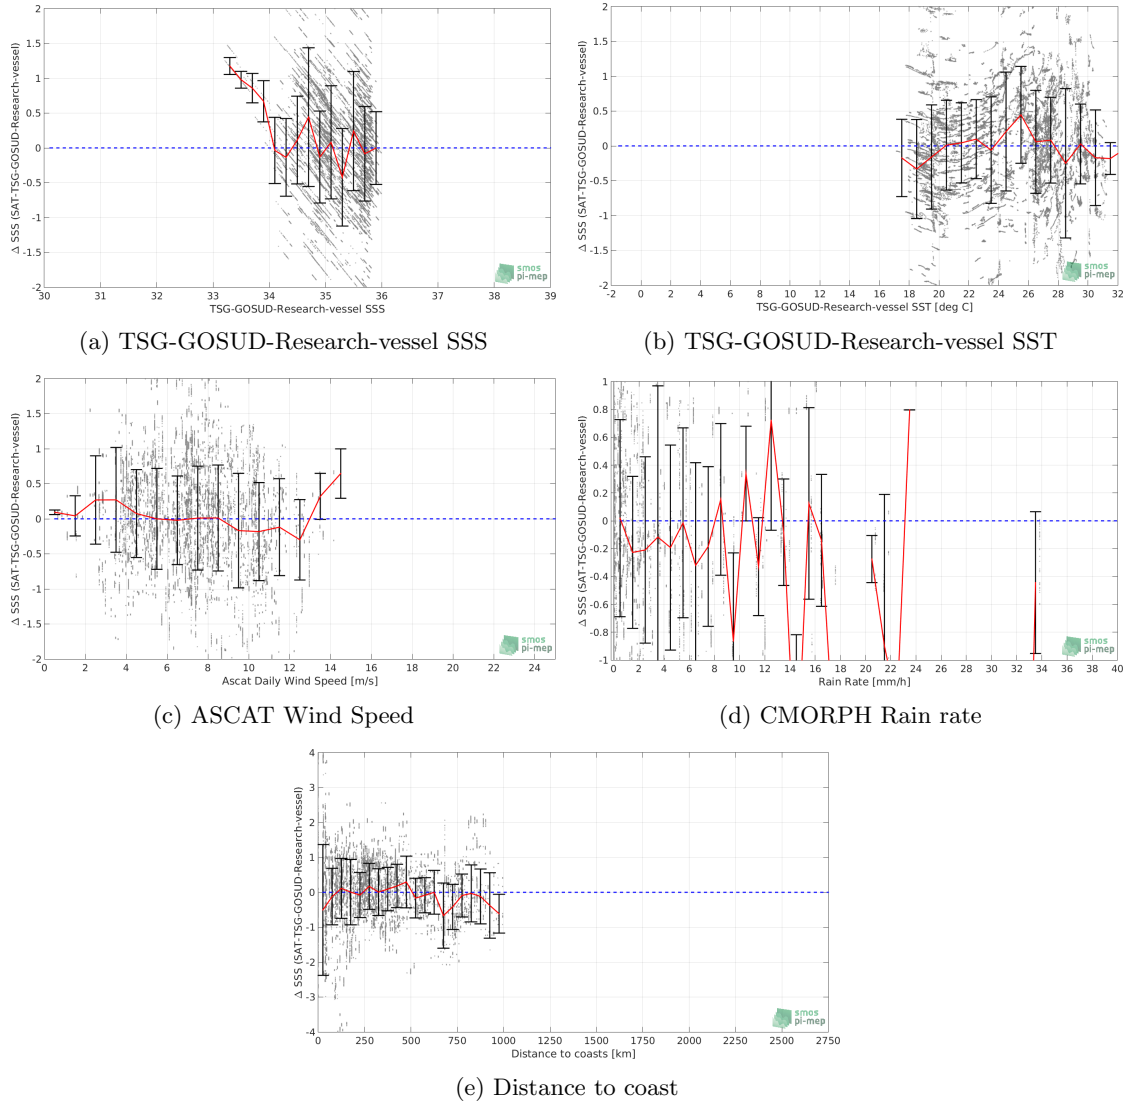 2
1.5
1
0.5
0
-0.5
-1
-1.5
-2
Δ SSS (SAT-TSG-GOSUD-Research-vessel)
30 31 32 33 34 35 36 37 38 39
TSG-GOSUD-Research-vessel SSS
smos
pi-mep
(a) TSG-GOSUD-Research-vessel SSS
2
1.5
1
0.5
0
-0.5
-1
-1.5
-2
Δ SSS (SAT-TSG-GOSUD-Research-vessel)
-2 0 2 4 6 8 10 12 14 16 18 20 22 24 26 28 30 32
TSG-GOSUD-Research-vessel SST [deg C]
smos
pi-mep
(b) TSG-GOSUD-Research-vessel SST
2
1.5
1
0.5
0
-0.5
-1
-1.5
-2
Δ SSS (SAT-TSG-GOSUD-Research-vessel)
0 2 4 6 8 10 12 14 16 18 20 22 24
Ascat Daily Wind Speed [m/s]
smos
pi-mep
(c) ASCAT Wind Speed
1
0.8
0.6
0.4
0.2
0
-0.2
-0.4
-0.6
-0.8
-1
Δ SSS (SAT-TSG-GOSUD-Research-vessel)
0 2 4 6 8 10 12 14 16 18 20 22 24 26 28 30 32 34 36 38 40
Rain Rate [mm/h]
smos
pi-mep
(d) CMORPH Rain rate
4
3
2
1
0
-1
-2
-3
-4
Δ SSS (SAT-TSG-GOSUD-Research-vessel)
0 250 500 750 1000 1250 1500 1750 2000 2250 2500 2750
Distance to coasts [km]
smos
pi-mep
(e) Distance to coast